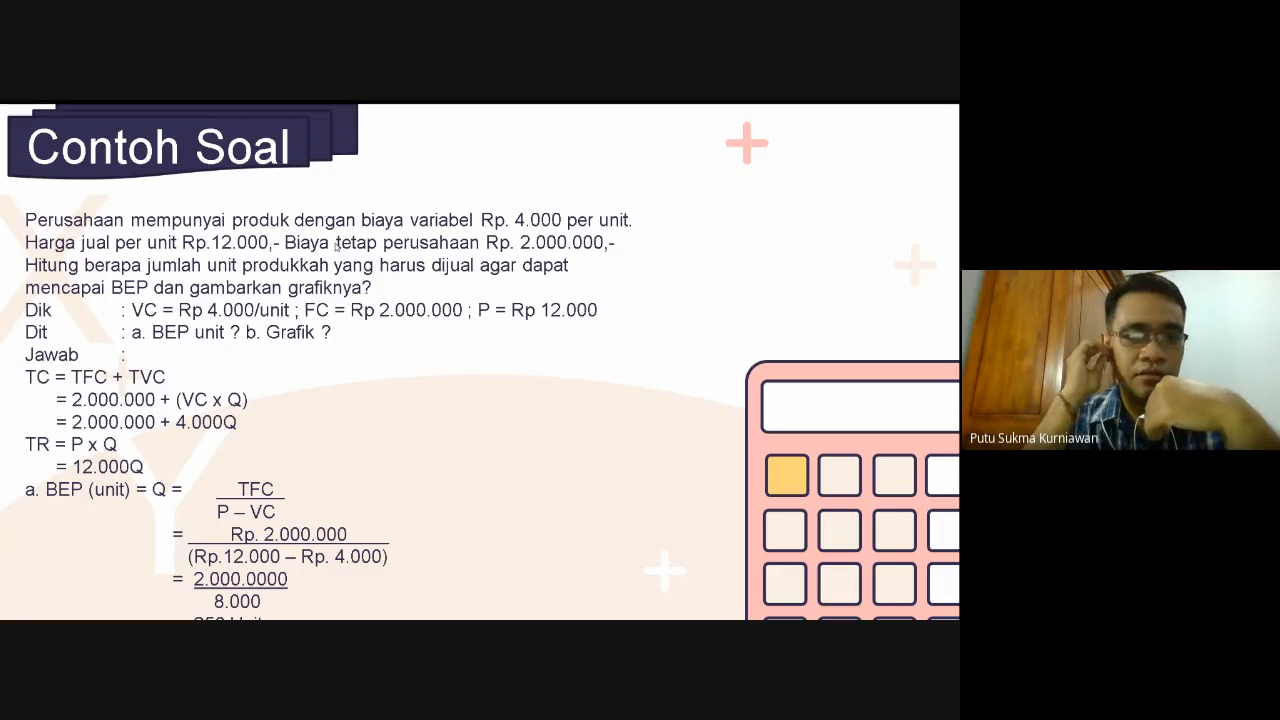 Contoh Soal
Perusahaan mempunyai produk dengan biaya variabel Rp. 4.000 per unit.
Harga jual per unit Rp.12.000,- Biaya tetap perusahaan Rp. 2.000.000,-
Hitung berapa jumlah unit produkkah yang harus dijual agar dapat
mencapai BEP dan gambarkan grafiknya?
Dik : VC = Rp 4.000/unit ; FC = Rp 2.000.000 ; P = Rp 12.000
Dit : a. BEP unit ? b. Grafik ?
Jawab :
TC = TFC + TVC
= 2.000.000 + (VC x Q)
= 2.000.000 + 4.000Q
TR = P x Q
= 12.000Q
a. BEP (unit) = Q = TFC
P – VC
= Rp. 2.000.000
(Rp.12.000 – Rp. 4.000)
= 2.000.0000
8.000
Putu Sukma Kurniawan